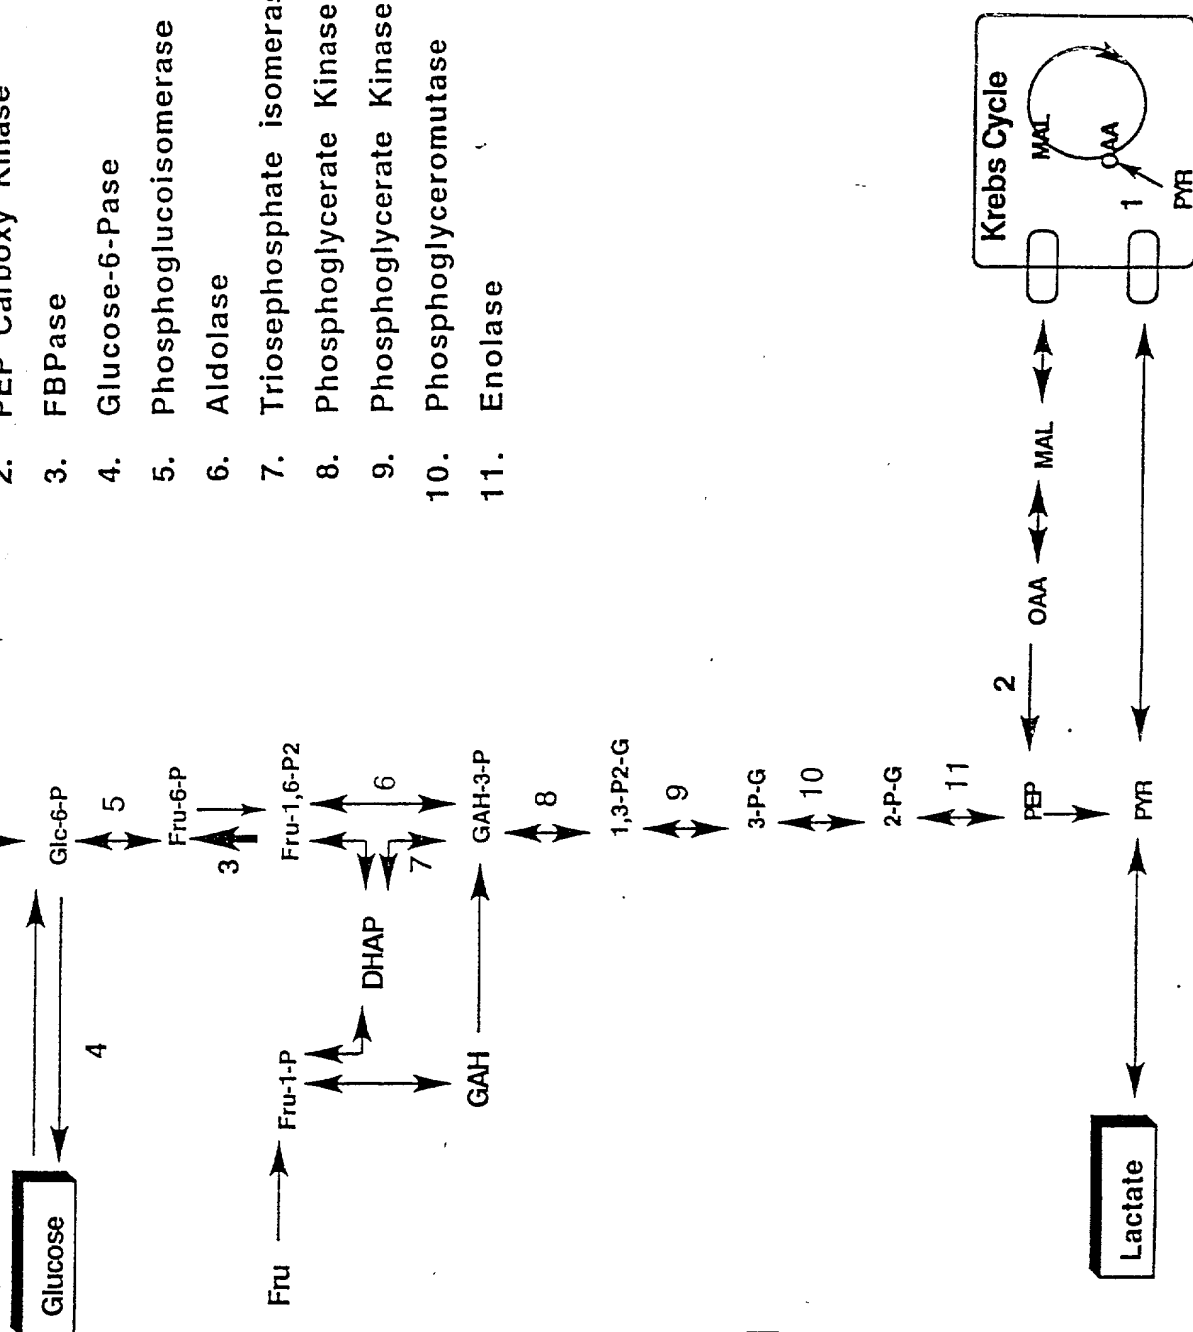 2. PEP Carboxy Kinase
3. FBPase
4. Glucose-6-Pase
5. Phosphoglucoisomerase
6. Aldolase
7. Triosephosphate isomeras
8. Phosphoglycerate Kinase
9. Phosphoglycerate Kinase
10. Phosphoglyceromutase
11. Enolase
Glucose
4
Glc-6-P
5
Fru-6-P
3
Fru
Fru-1-P
Fru-1,6-P2
DHAP
6
7
GAH
GAH-3-P
8
1,3-P2-G
9
3-P-G
10
2-P-G
11
PEP
2
OAA
MAL
Krebs Cycle
MAL
OAA
1
PYR
Lactate
PYR